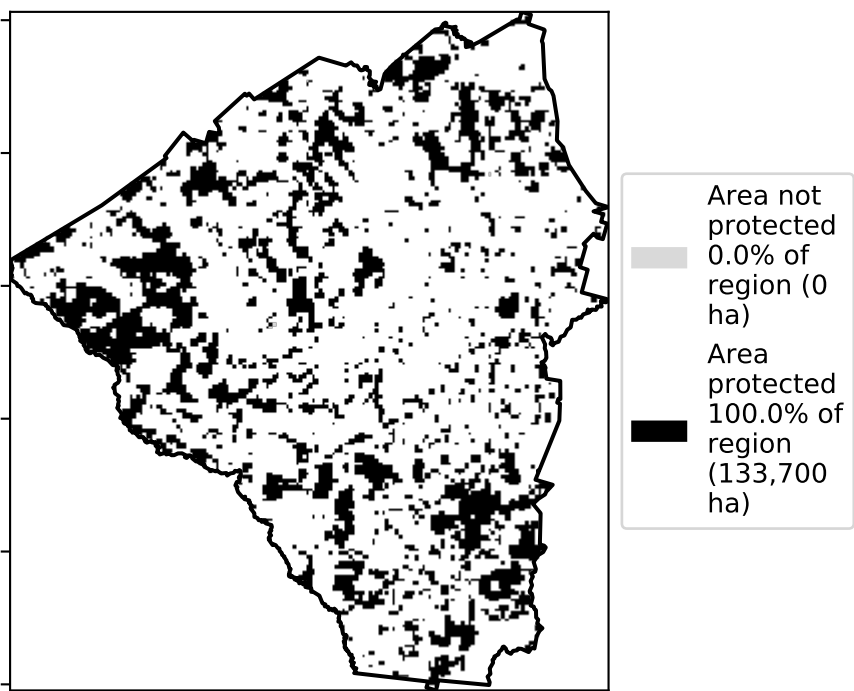 Area not
protected
0.0% of
region (0
ha)
Area
protected
100.0% of
region
(133,700
ha)